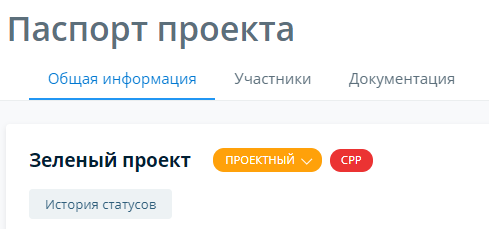 Паспорт проекта
Общая информация Участники Документация
Зеленый проект ПРОЕКТНЫЙ СРР
История статусов